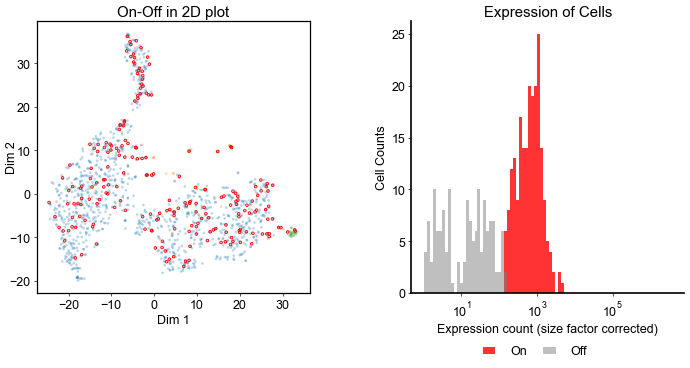 On-Off in 2D plot
Dim 2
30
20
10
0
−10
−20
−20 −10 0 10 20 30
Dim 1
Expression of Cells
Cell Counts
25
20
15
10
5
0
10^1 10^3 10^5
Expression count (size factor corrected)
On Off